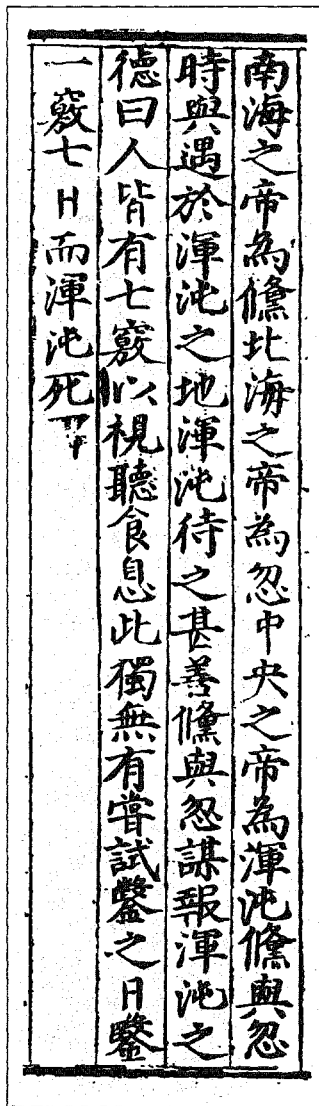 南海之帝為儵北海之帝為忽中央之帝為渾沌儵與忽
時與遇於渾沌之地渾沌待之甚善儵與忽謀報渾沌之
德曰人皆有七竅以視聽食息此獨無有嘗試鑿之日鑿
一竅七日而渾沌死